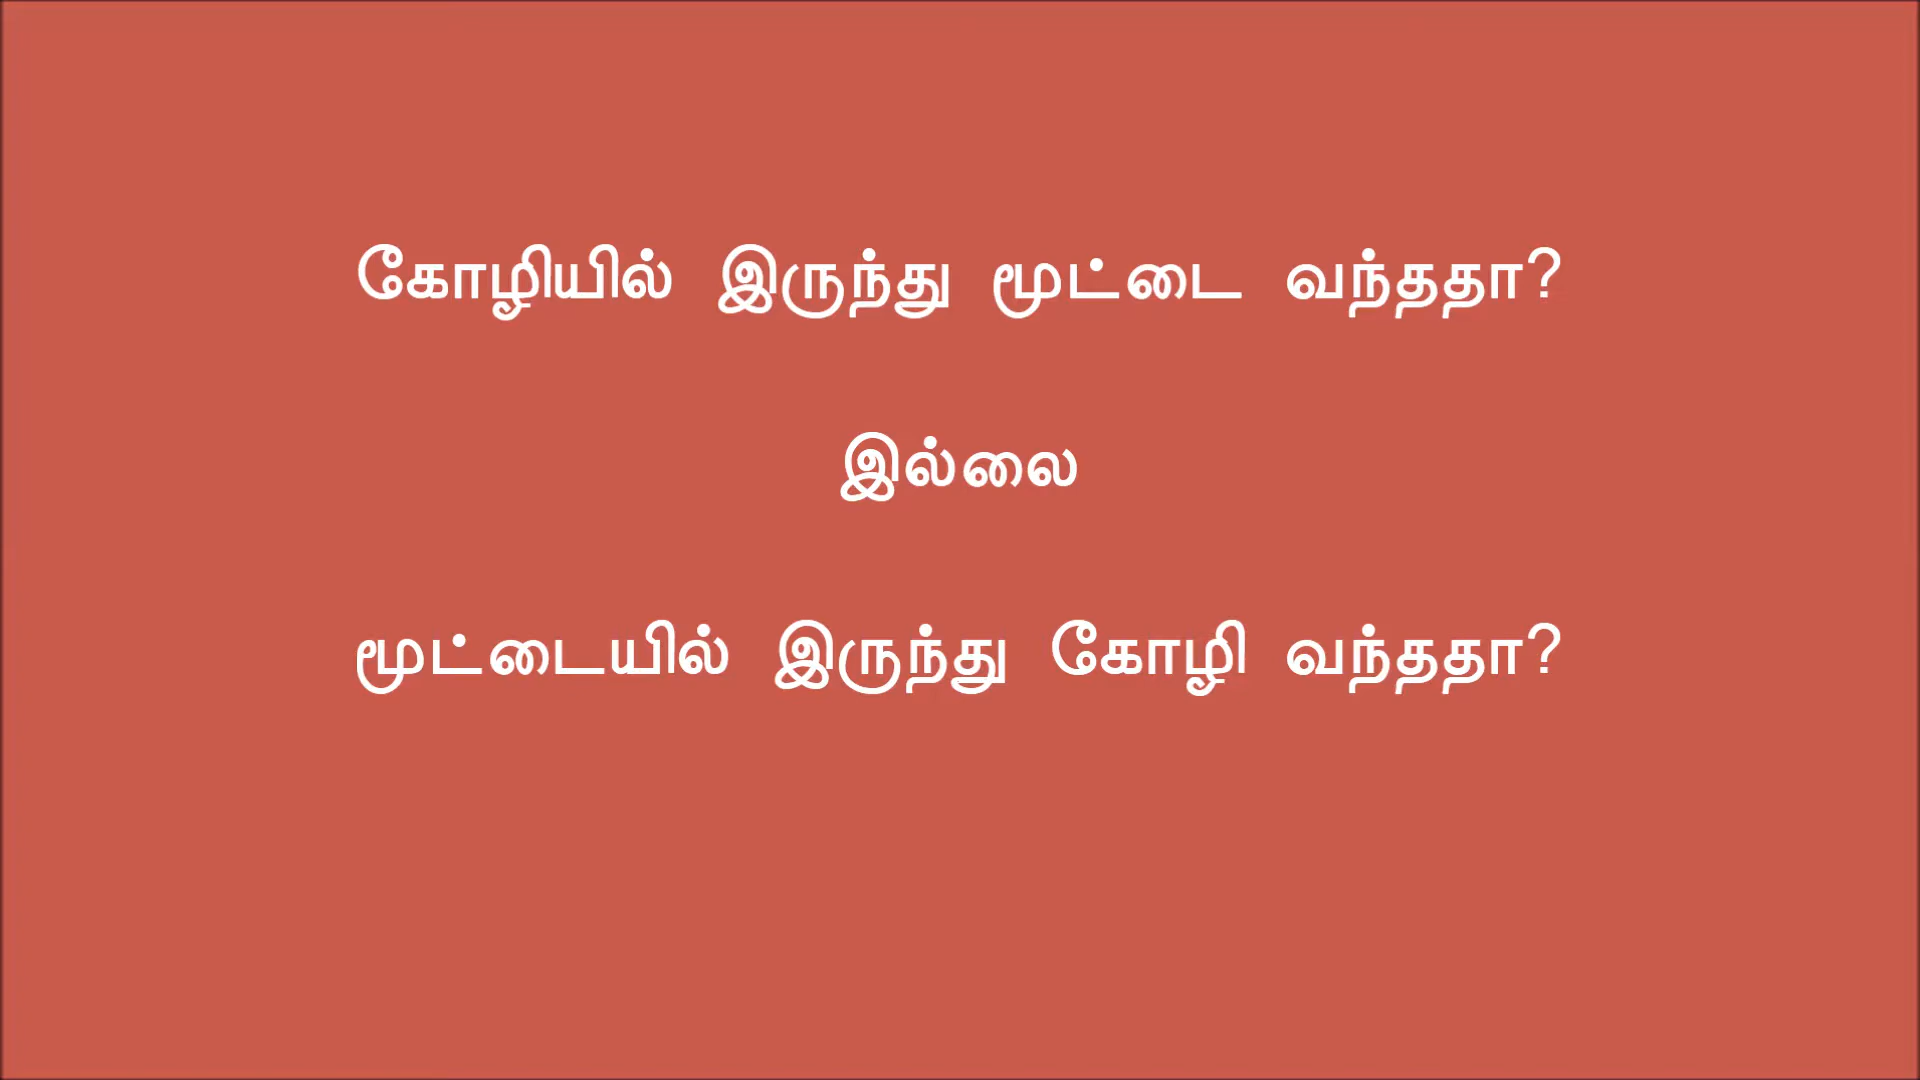 கோழியில் இருந்து மூட்டை வந்ததா?
இல்லை
மூட்டையில் இருந்து கோழி வந்ததா?